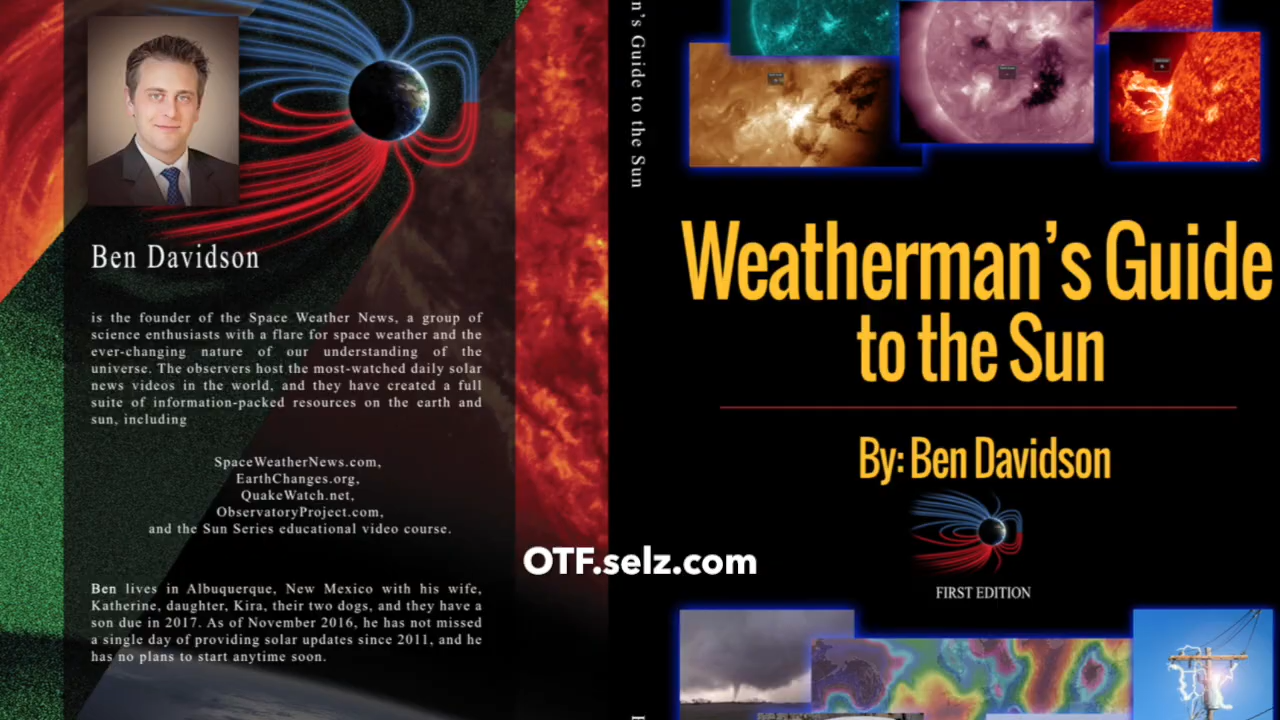 Ben Davidson
is the founder of the Space Weather News, a group of
science enthusiasts with a flare for space weather and the
ever-changing nature of our understanding of the
universe. The observers host the most-watched daily solar
news videos in the world, and they have created a full
suite of information-packed resources on the earth and
sun, including
SpaceWeatherNews.com,
EarthChanges.org,
QuakeWatch.net,
ObservatoryProject.com,
and the Sun Series educational video course.
Ben lives in Albuquerque, New Mexico with his wife,
Katherine, daughter, Kira, their two dogs, and they have a
son due in 2017. As of November 2016, he has not missed
a single day of providing solar updates since 2011, and he
has no plans to start anytime soon.
n's Guide to the Sun
Weatherman's Guide
to the Sun
By: Ben Davidson
FIRST EDITION
OTF.selz.com